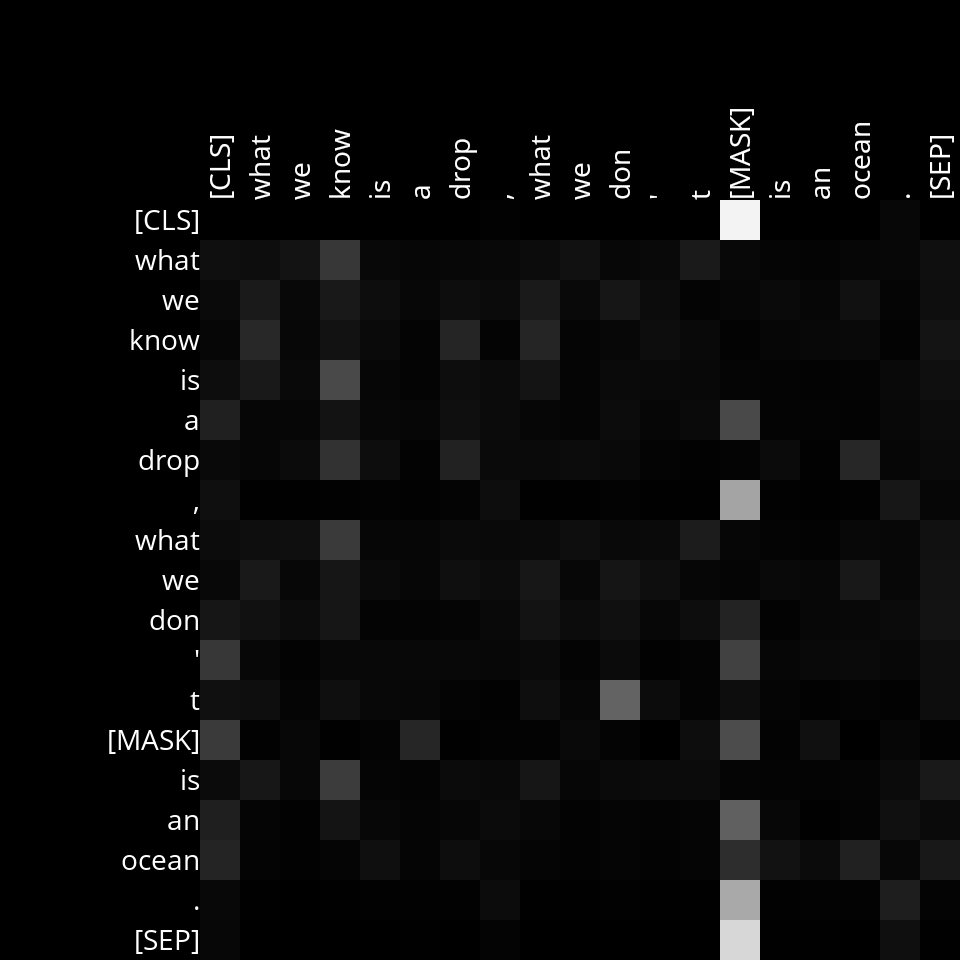 [CLS] what we know is a drop , what we don ' t [MASK] is an ocean . [SEP]
[CLS]
what
we
know
is
a
drop
,
what
we
don
'
t
[MASK]
is
an
ocean
.
[SEP]